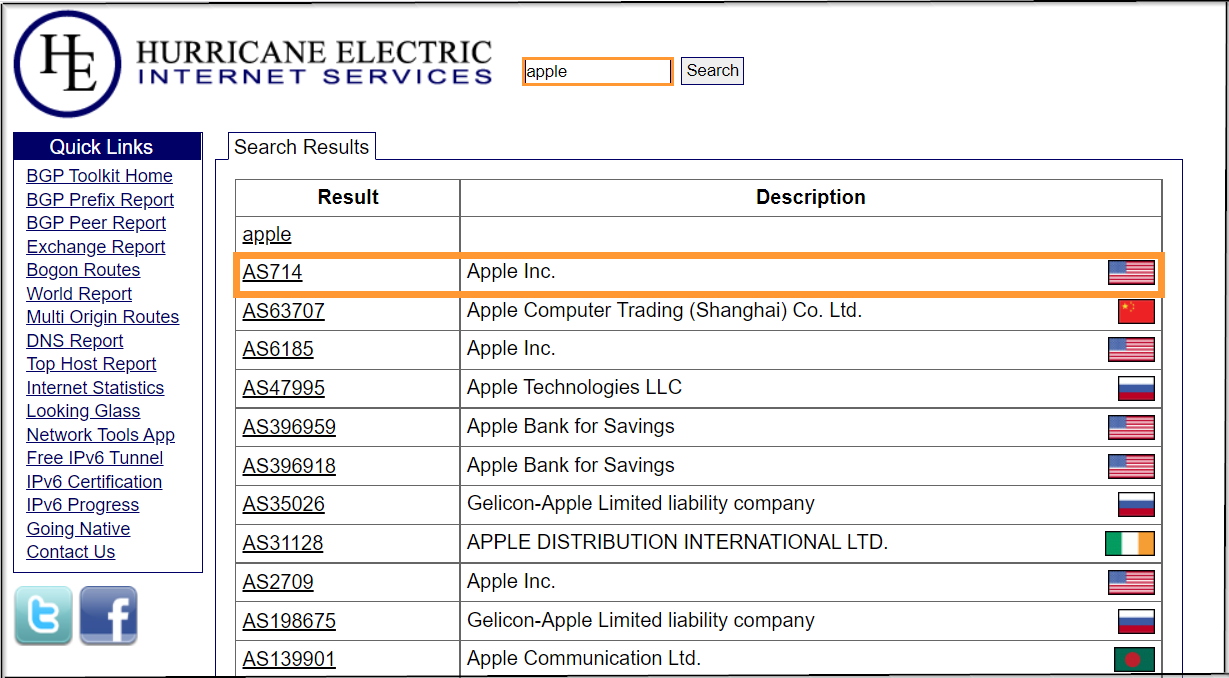 HE
HURRICANE ELECTRIC
INTERNET SERVICES
apple Search
Quick Links
BGP Toolkit Home
BGP Prefix Report
BGP Peer Report
Exchange Report
Bogon Routes
World Report
Multi Origin Routes
DNS Report
Top Host Report
Internet Statistics
Looking Glass
Network Tools App
Free IPv6 Tunnel
IPv6 Certification
IPv6 Progress
Going Native
Contact Us
Search Results
Result Description
apple
AS714 Apple Inc.
AS63707 Apple Computer Trading (Shanghai) Co. Ltd.
AS6185 Apple Inc.
AS47995 Apple Technologies LLC
AS396959 Apple Bank for Savings
AS396918 Apple Bank for Savings
AS35026 Gelicon-Apple Limited liability company
AS31128 APPLE DISTRIBUTION INTERNATIONAL LTD.
AS2709 Apple Inc.
AS198675 Gelicon-Apple Limited liability company
AS139901 Apple Communication Ltd.